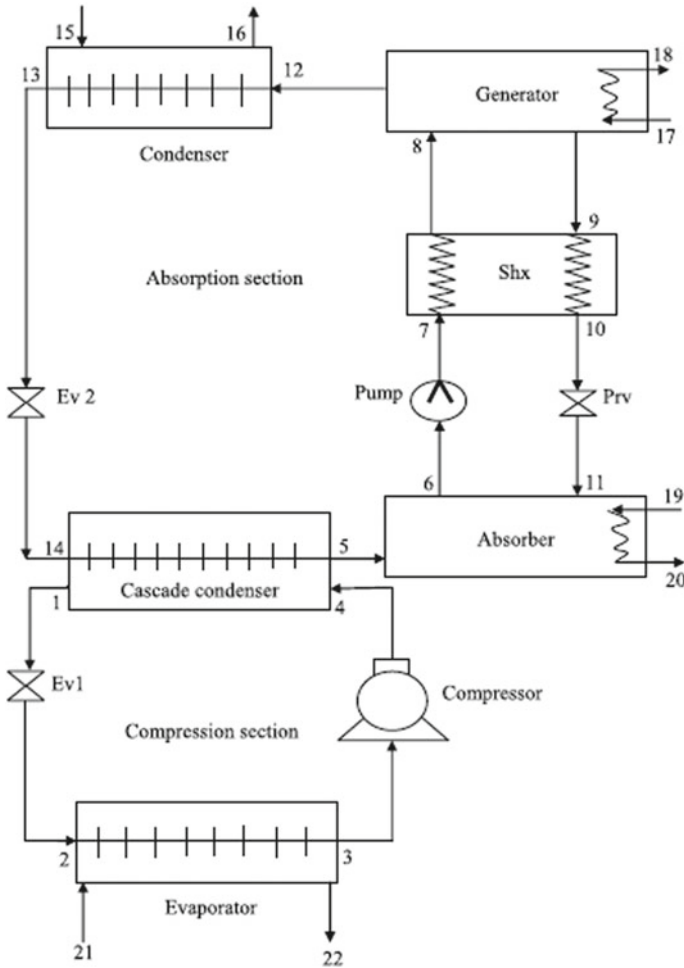 15
16
18
13
12
Generator
17
Condenser
8
9
Absorption section
Shx
7
10
Ev 2
Pump
Prv
6
11
19
14
5
Absorber
Cascade condenser
20
1
4
Ev1
Compressor
Compression section
2
3
Evaporator
21
22